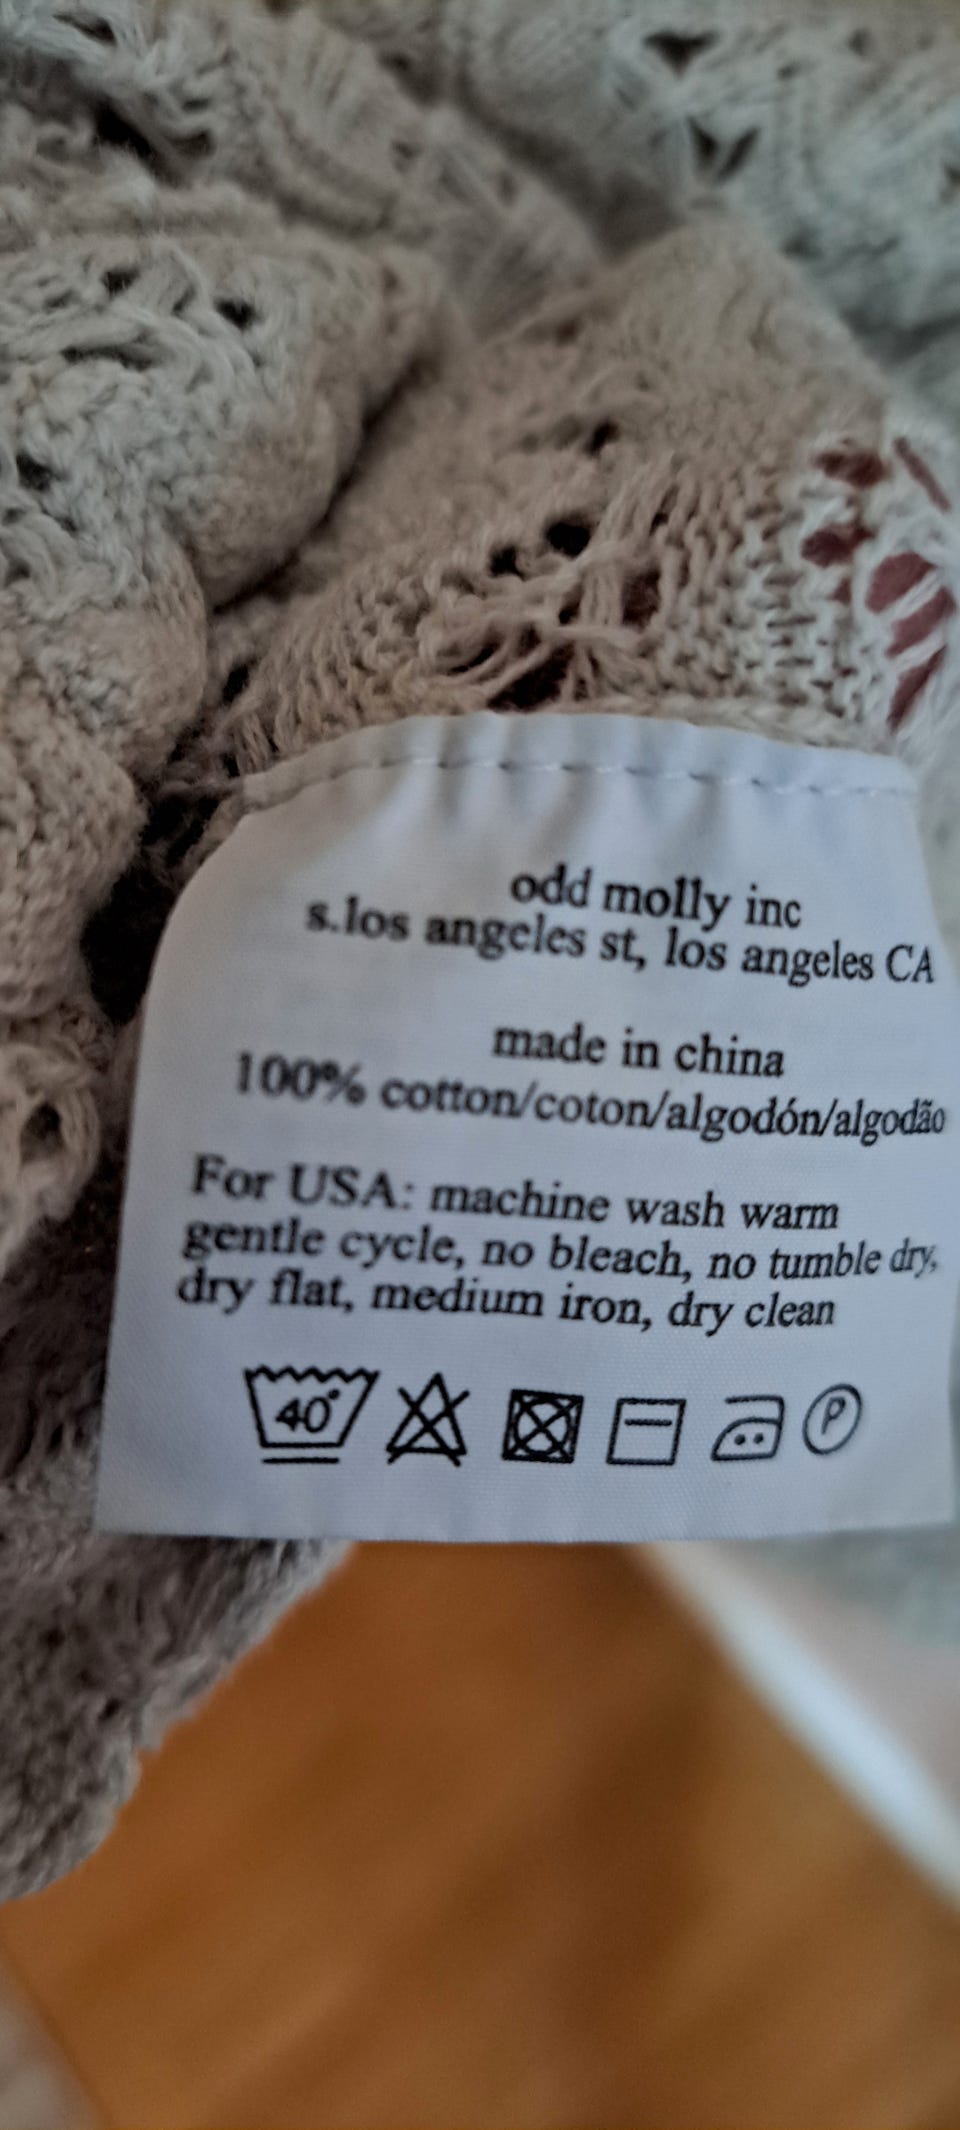 odd molly inc
s.los angeles st, los angeles CA
made in china
100% cotton/coton/algodón/algodão
For USA: machine wash warm
gentle cycle, no bleach, no tumble dry,
dry flat, medium iron, dry clean
40° P